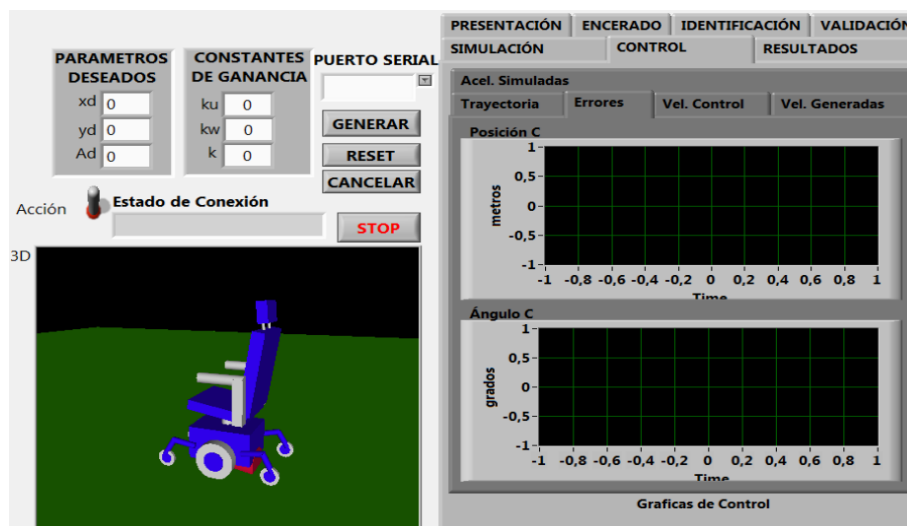 PARAMETROS
DESEADOS
xd 0
yd 0
Ad 0
CONSTANTES
DE GANANCIA
ku 0
kw 0
k 0
PUERTO SERIAL
GENERAR
RESET
CANCELAR
Acción
Estado de Conexión
STOP
3D
PRESENTACIÓN ENCERADO IDENTIFICACIÓN VALIDACIÓN
SIMULACIÓN CONTROL RESULTADOS
Acel. Simuladas
Trayectoria Errores Vel. Control Vel. Generadas
Posición C
metros
1
0,5
0
-0,5
-1
-1 -0,8 -0,6 -0,4 -0,2 0 0,2 0,4 0,6 0,8 1
Time
Ángulo C
grados
1
0,5
0
-0,5
-1
-1 -0,8 -0,6 -0,4 -0,2 0 0,2 0,4 0,6 0,8 1
Time
Graficas de Control